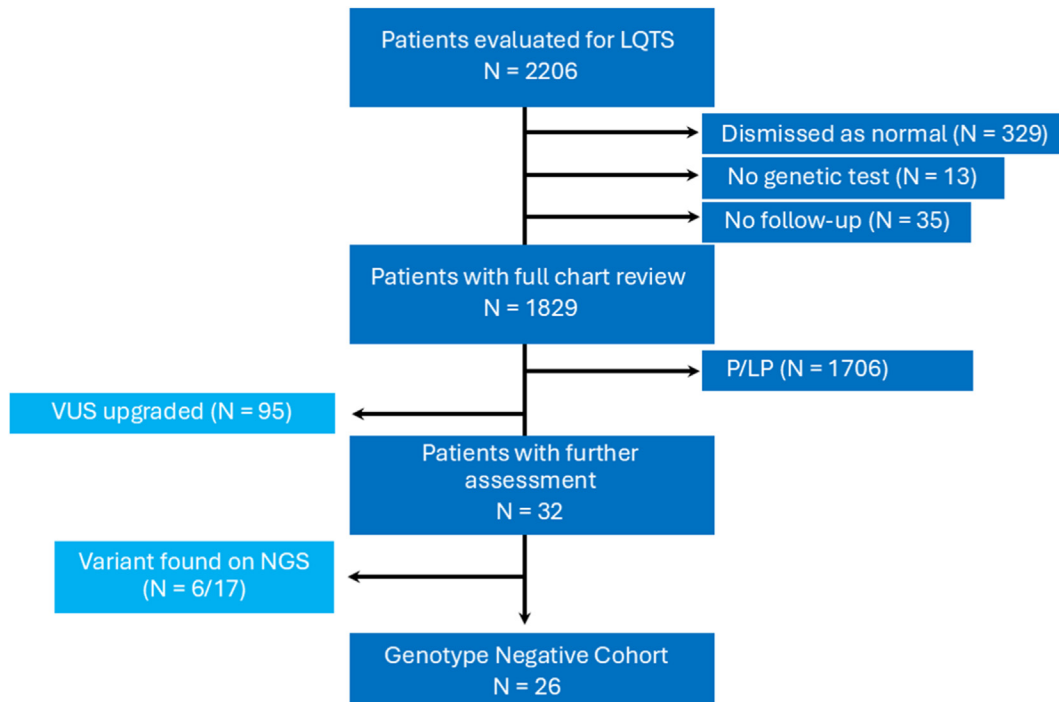 Patients evaluated for LQTS
N = 2206
Dismissed as normal (N = 329)
No genetic test (N = 13)
No follow-up (N = 35)
Patients with full chart review
N = 1829
P/LP (N = 1706)
VUS upgraded (N = 95)
Patients with further
assessment
N = 32
Variant found on NGS
(N = 6/17)
Genotype Negative Cohort
N = 26